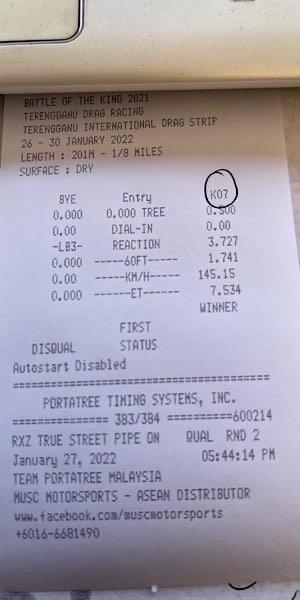 BATTLE OF THE KING 2021
TERENGGANU DRAG RACING
TERENGGANU INTERNATIONAL DRAG STRIP
26 - 30 JANUARY 2022
LENGTH : 201M - 1/8 MILES
SURFACE : DRY
BYE Entry K07
0.000 0.000 TREE 0.500
0.00 DIAL-IN 0.00
-LB3- REACTION 3.727
0.000 -----60FT----- 1.741
0.00 -----KM/H----- 145.15
0.000 ------ET------ 7.534
WINNER
FIRST
DISQUAL STATUS
Autostart Disabled
========================================
PORTATREE TIMING SYSTEMS, INC.
=============== 383/384 ==========600214
RXZ TRUE STREET PIPE ON QUAL RND 2
January 27, 2022 05:44:14 PM
TEAM PORTATREE MALAYSIA
MUSC MOTORSPORTS - ASEAN DISTRIBUTOR
www.facebook.com/muscmotorsports
+6016-6681490